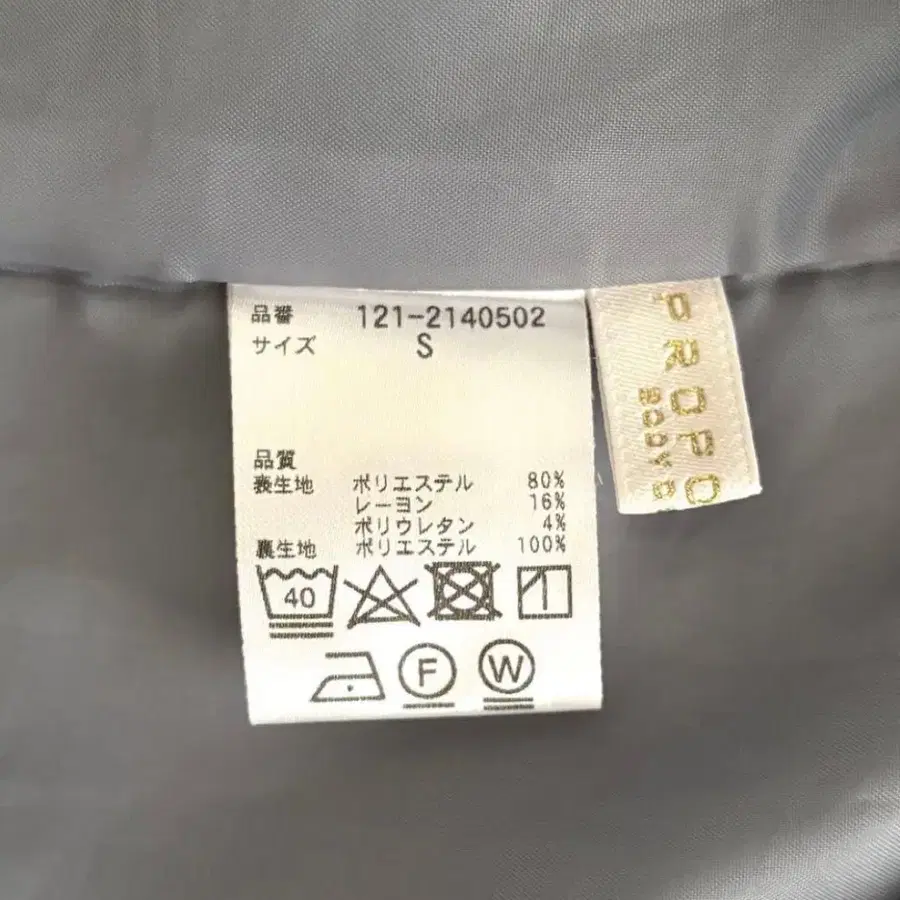 品番 121-2140502
サイズ S
品質
表生地 ポリエステル 80%
レーヨン 16%
ポリウレタン 4%
裏生地 ポリエステル 100%
40
F W
PROPO
BODY